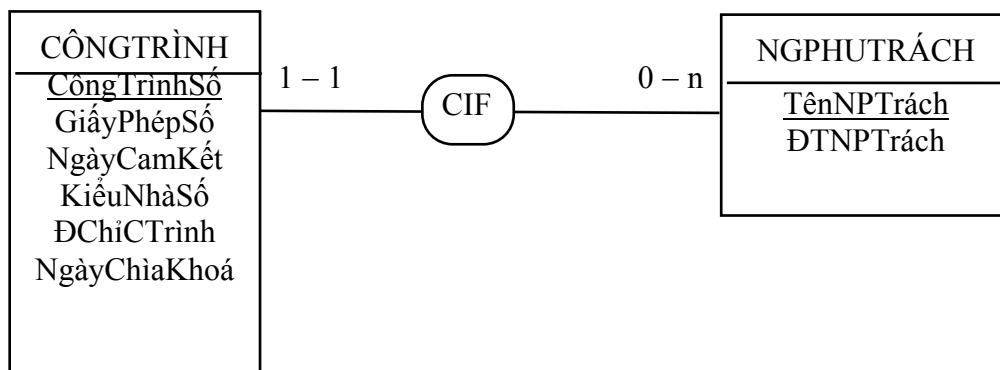 CÔNGTRÌNH
CôngTrìnhSố
GiấyPhépSố
NgàyCamKết
KiểuNhàSố
ĐChỉCTrình
NgàyChìaKhoá
1 – 1
CIF
0 – n
NGPHUTRÁCH
TênNPTrách
ĐTNPTrách